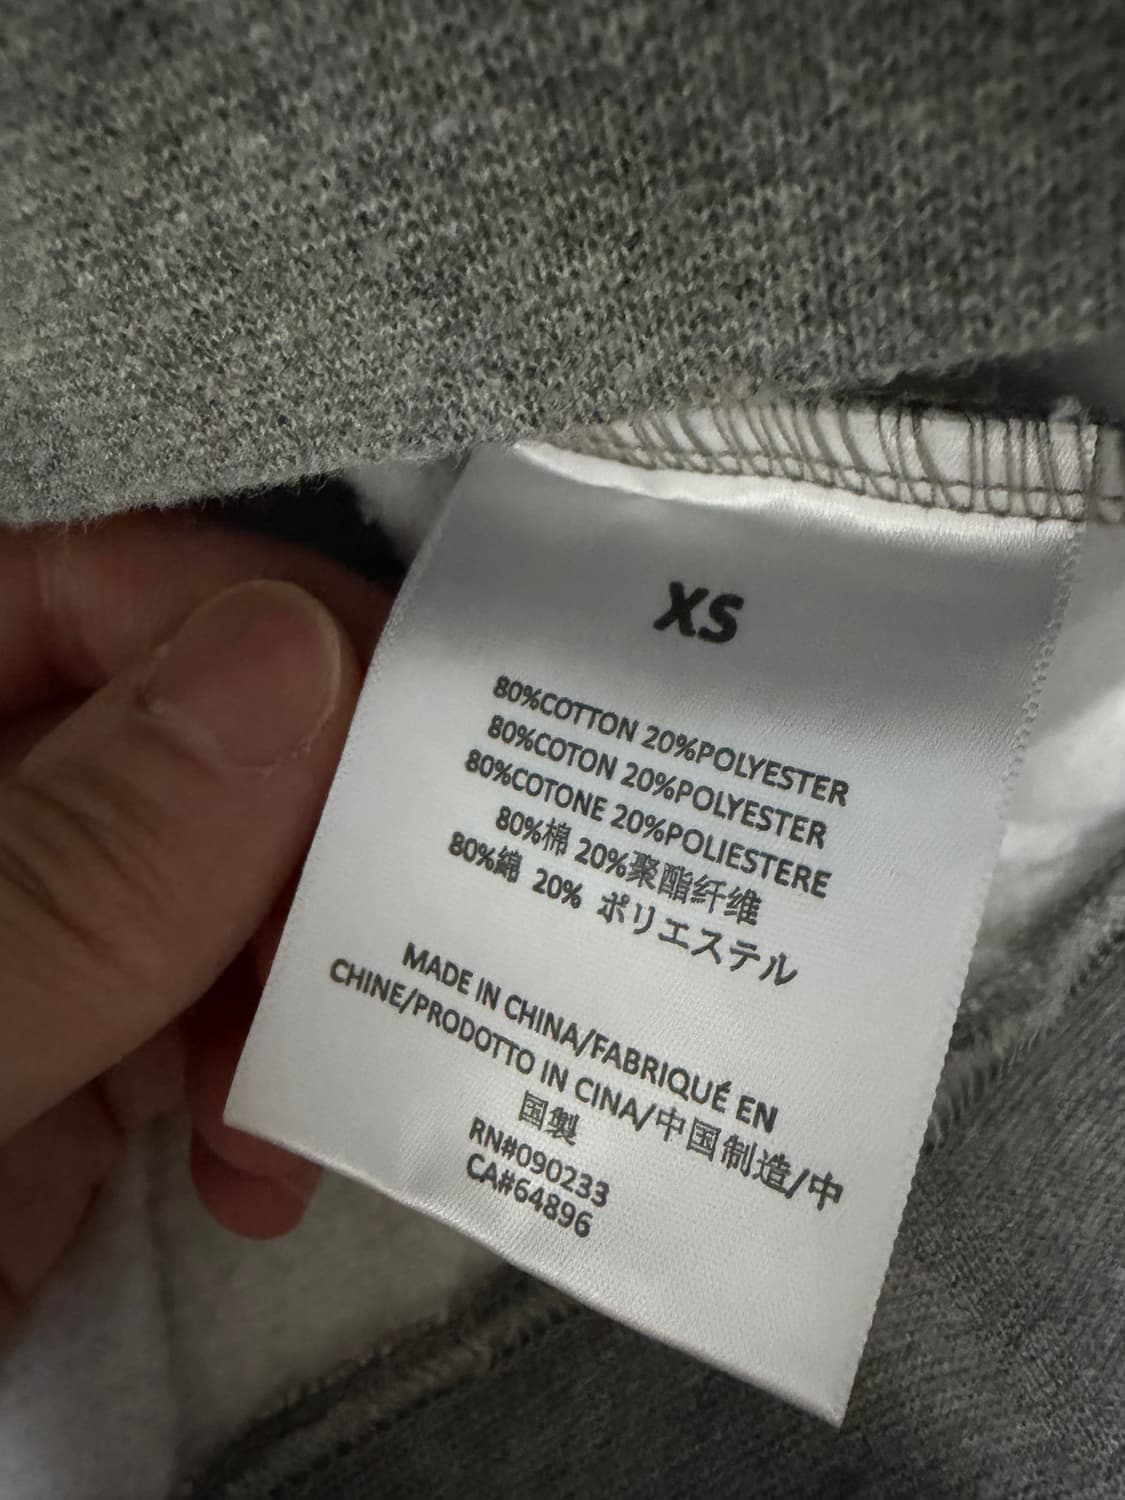 XS
80%COTTON 20%POLYESTER
80%COTON 20%POLYESTER
80%COTONE 20%POLIESTERE
80%棉 20%聚酯纤维
80%綿 20% ポリエステル
MADE IN CHINA/FABRIQUÉ EN
CHINE/PRODOTTO IN CINA/中国制造/中
国製
RN#090233
CA#64896